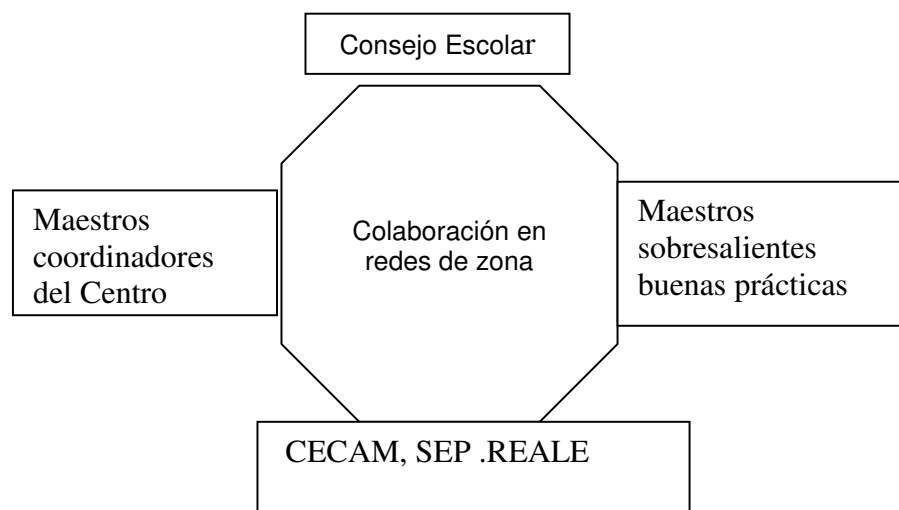 Consejo Escolar
Maestros
coordinadores
del Centro
Colaboración en
redes de zona
Maestros
sobresalientes
buenas prácticas
CECAM, SEP .REALE